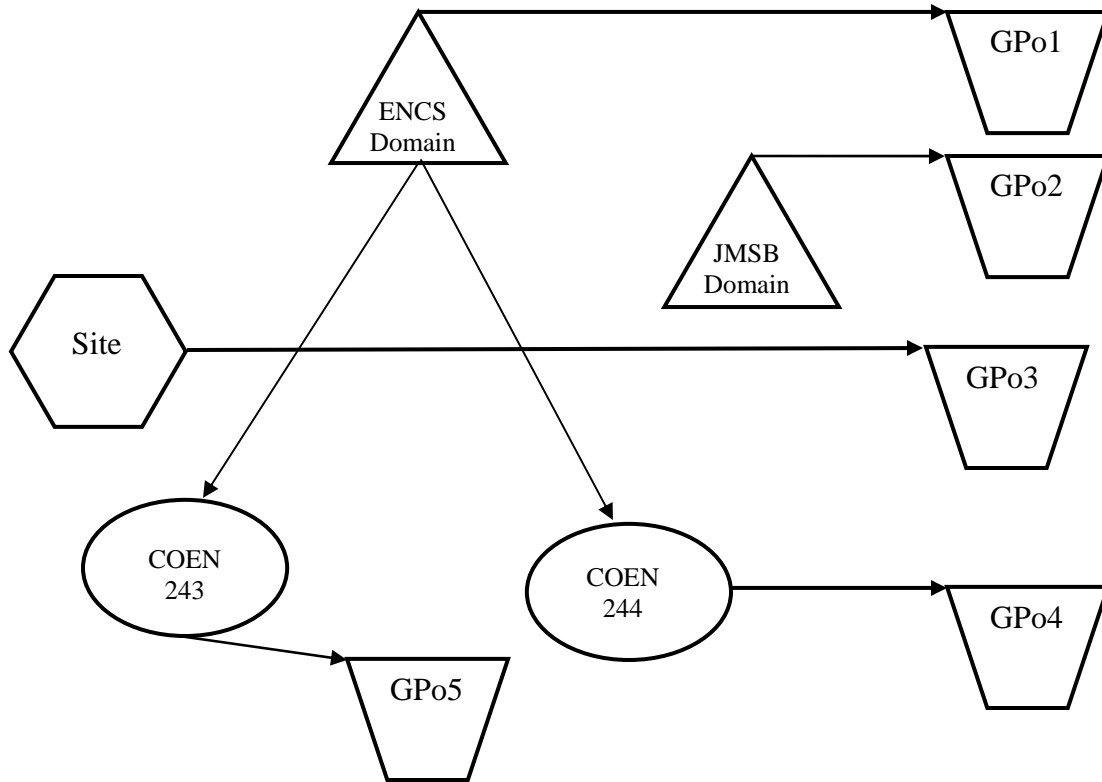 GPo1
ENCS
Domain
GPo2
JMSB
Domain
Site
GPo3
COEN
243
COEN
244
GPo4
GPo5